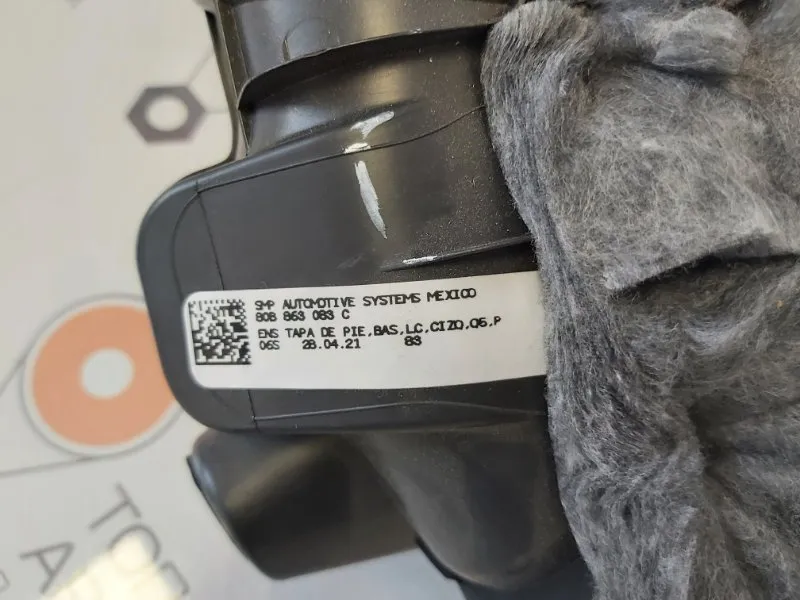 SMP AUTOMOTIVE SYSTEMS MEXICO
80B 863 083 C
ENS TAPA DE PIE,BAS,LC,CIZQ,Q5,P
06S 28.04.21 83